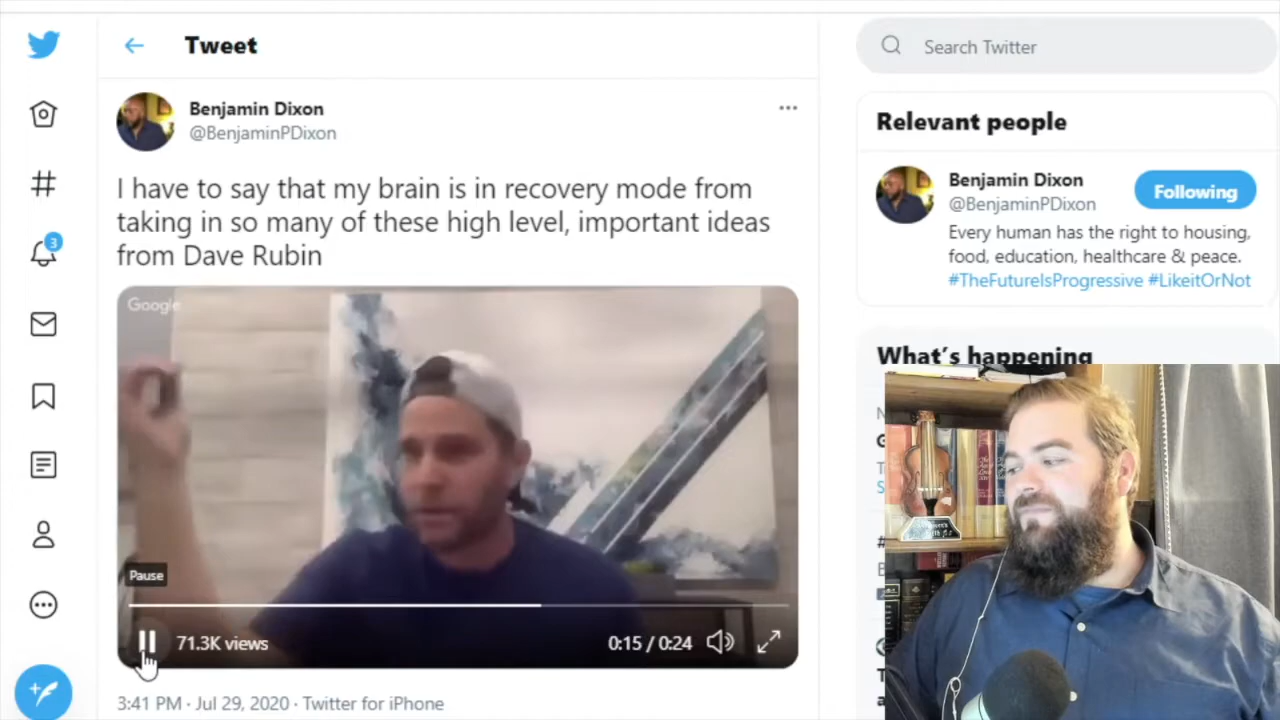 Tweet
Benjamin Dixon
@BenjaminPDixon
I have to say that my brain is in recovery mode from
taking in so many of these high level, important ideas
from Dave Rubin
Google
Pause
71.3K views
0:15 / 0:24
3:41 PM · Jul 29, 2020 · Twitter for iPhone
3
Search Twitter
Relevant people
Benjamin Dixon
@BenjaminPDixon
Following
Every human has the right to housing,
food, education, healthcare & peace.
#TheFutureIsProgressive #LikeitOrNot
What's happening